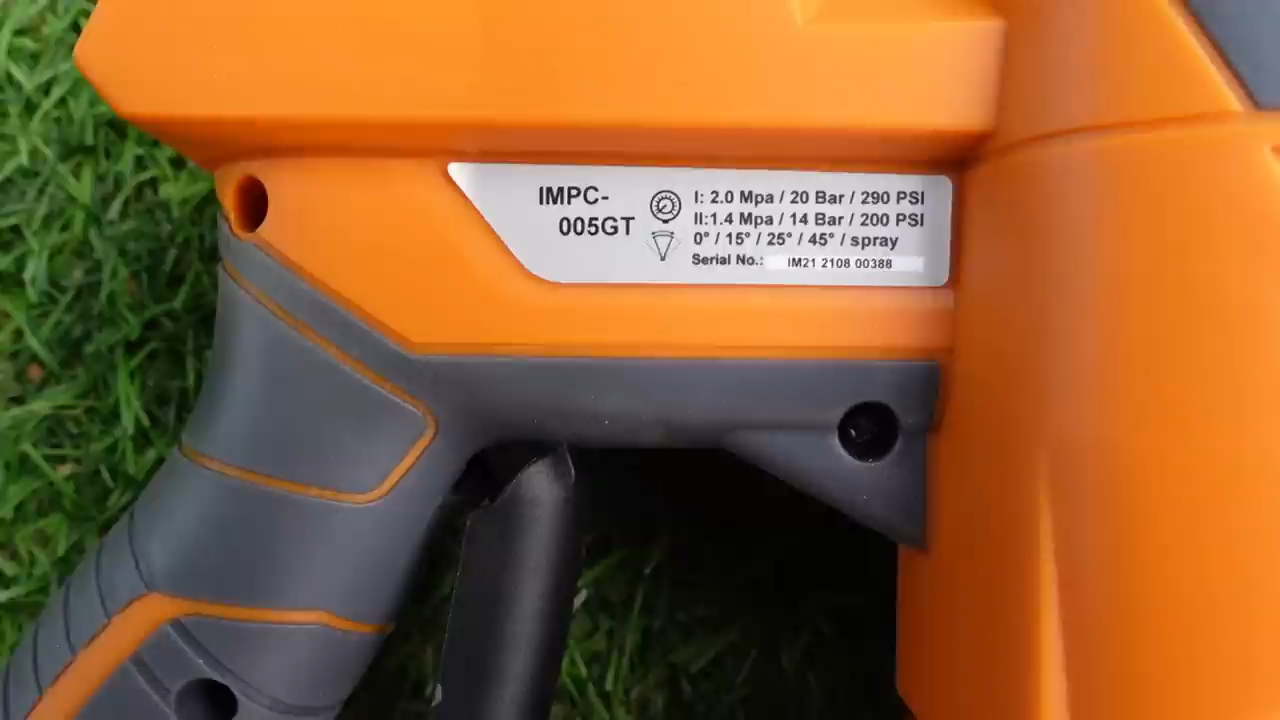 IMPC-
005GT
I: 2.0 Mpa / 20 Bar / 290 PSI
II:1.4 Mpa / 14 Bar / 200 PSI
0° / 15° / 25° / 45° / spray
Serial No.: IM21 2108 00388